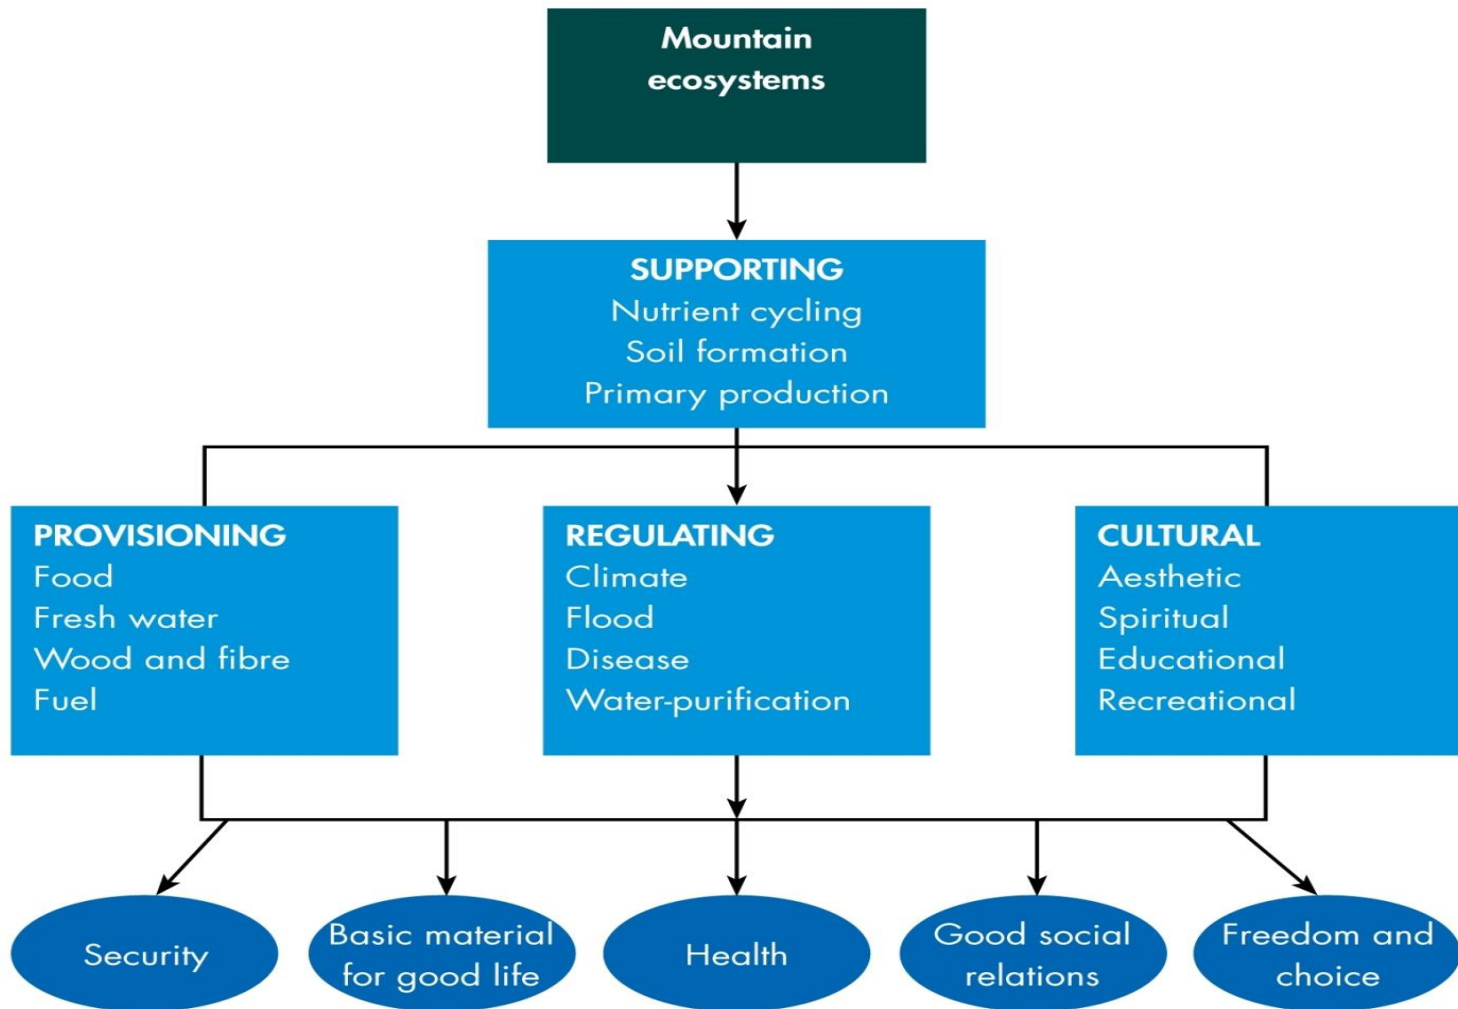 Mountain
ecosystems
SUPPORTING
Nutrient cycling
Soil formation
Primary production
PROVISIONING
Food
Fresh water
Wood and fibre
Fuel
REGULATING
Climate
Flood
Disease
Water-purification
CULTURAL
Aesthetic
Spiritual
Educational
Recreational
Security
Basic material
for good life
Health
Good social
relations
Freedom and
choice